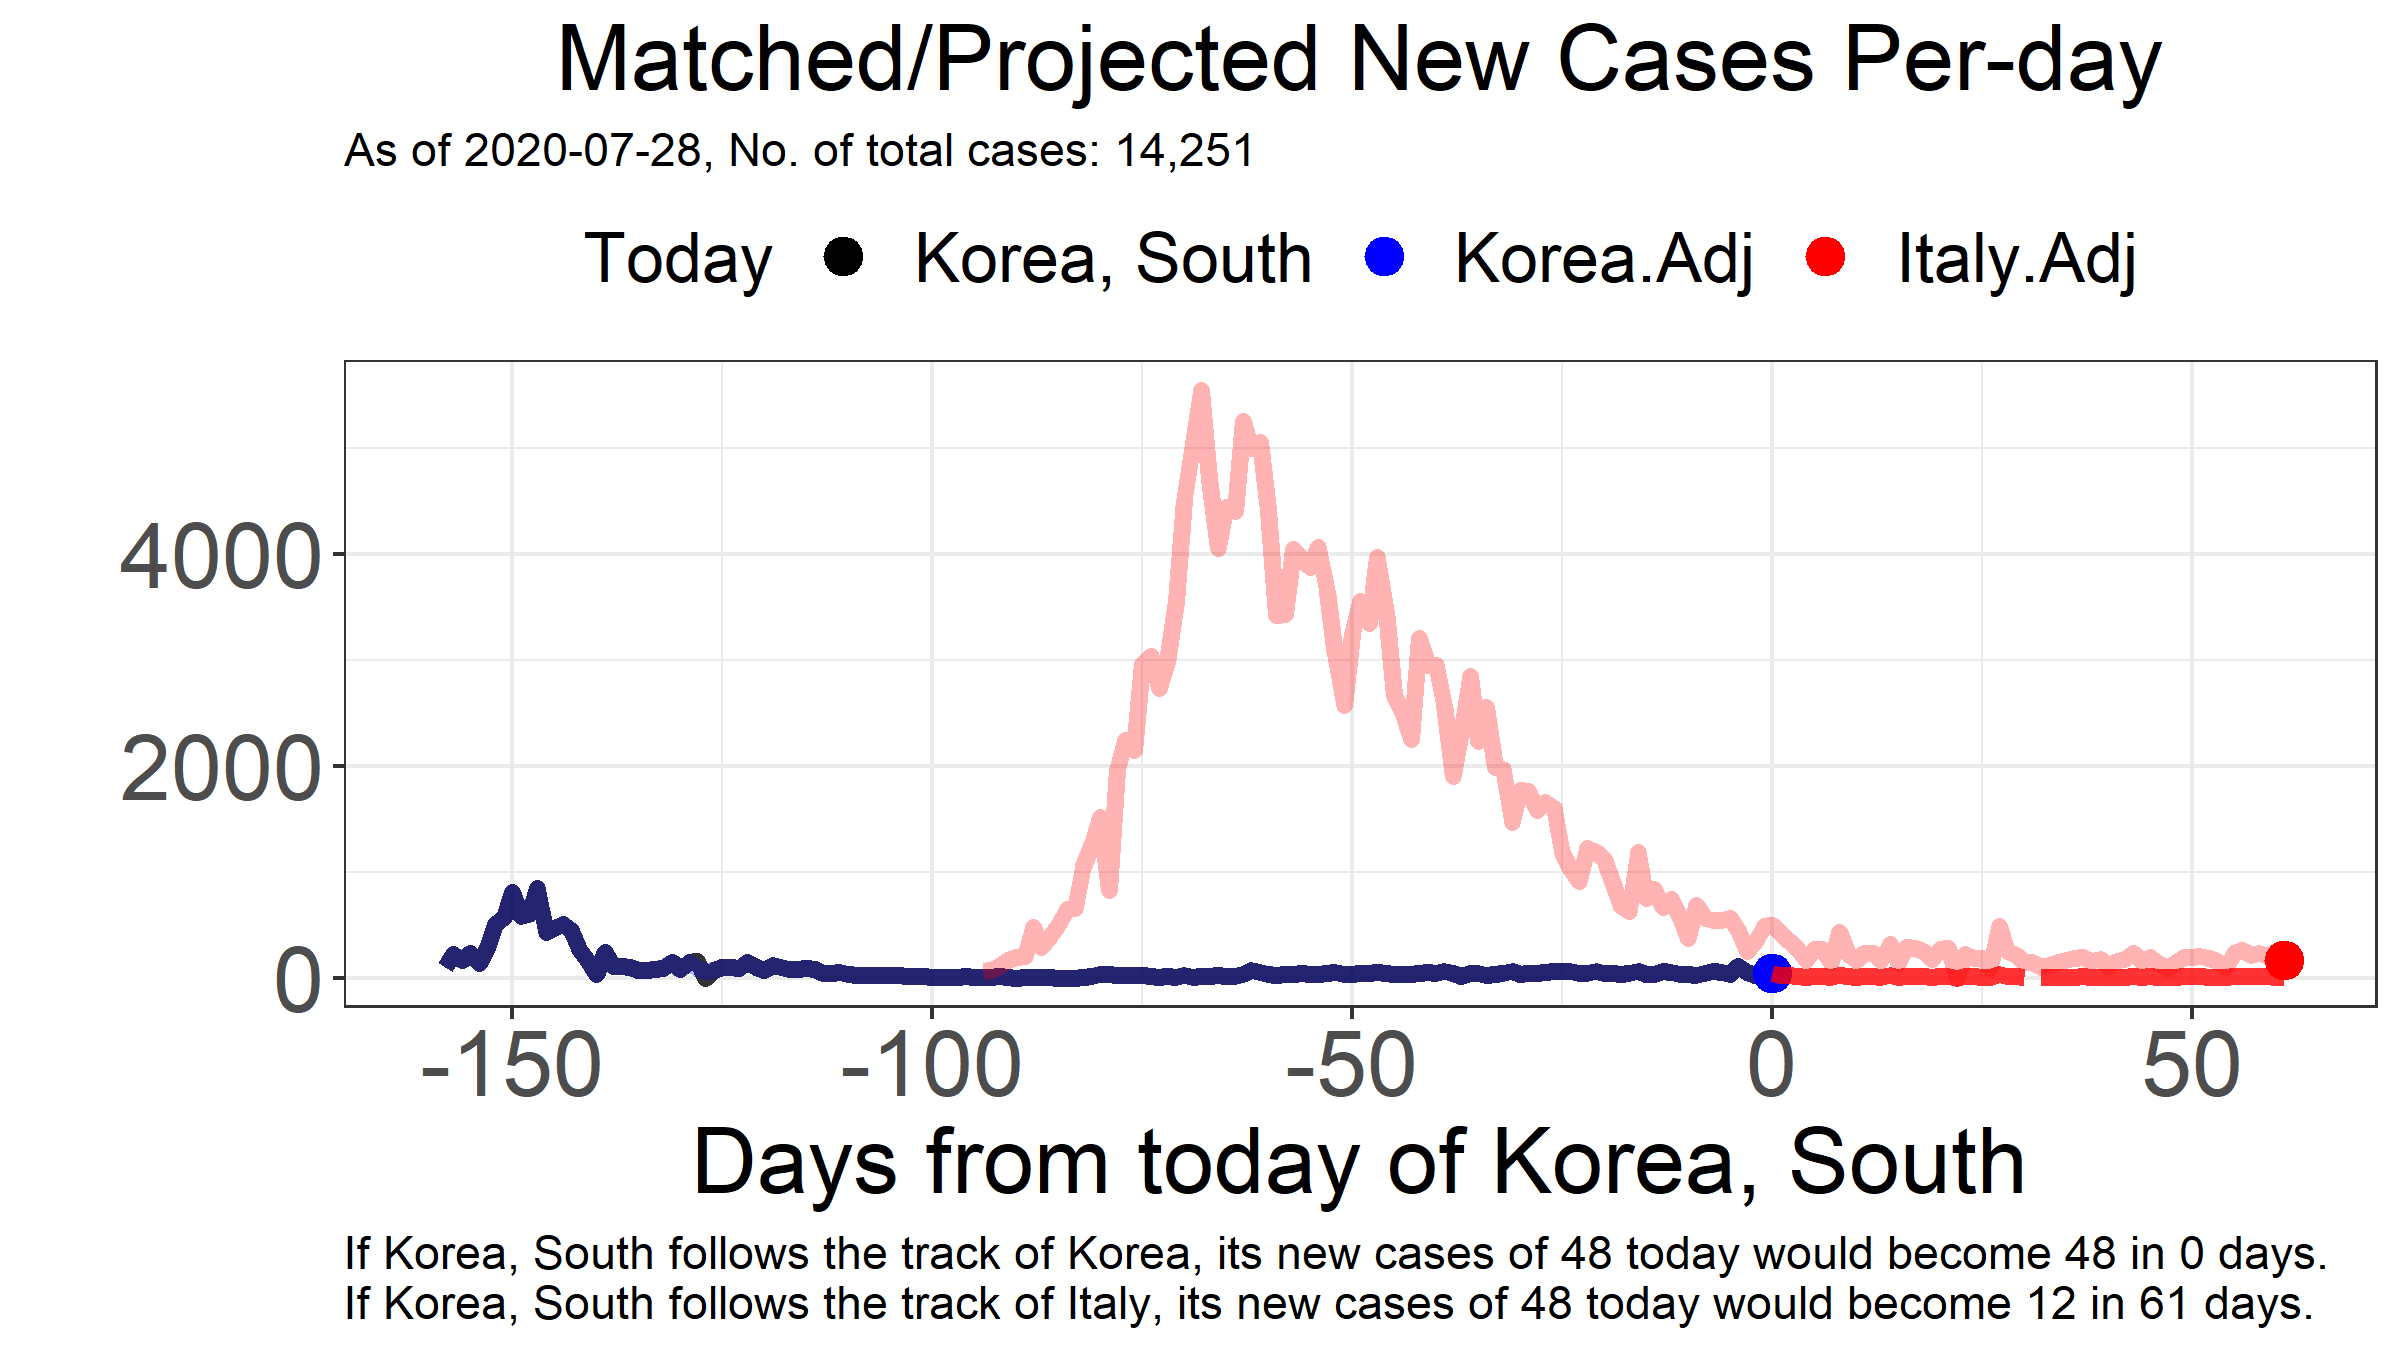 Matched/Projected New Cases Per-day
As of 2020-07-28, No. of total cases: 14,251
Today Korea, South Korea.Adj Italy.Adj
4000
2000
0
-150 -100 -50 0 50
Days from today of Korea, South
If Korea, South follows the track of Korea, its new cases of 48 today would become 48 in 0 days.
If Korea, South follows the track of Italy, its new cases of 48 today would become 12 in 61 days.